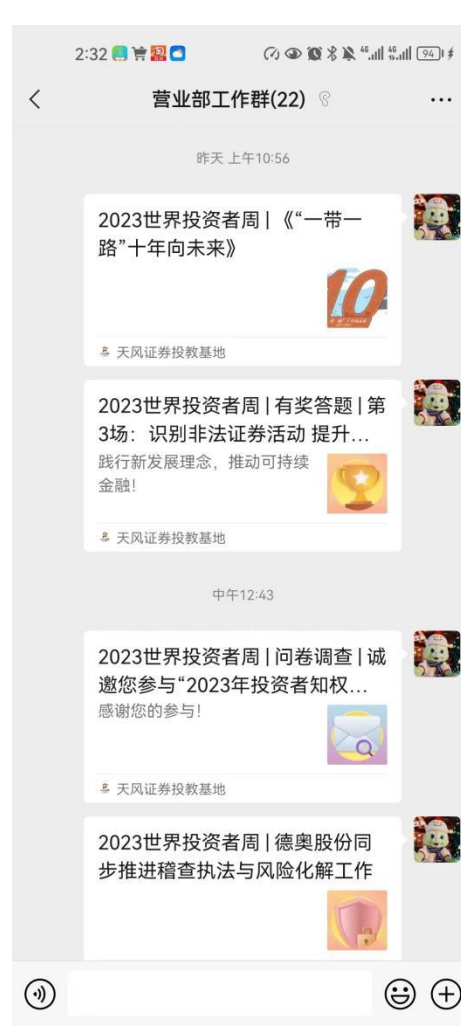 2:32
46 46 94
营业部工作群(22)
昨天 上午10:56
2023世界投资者周 | 《“一带一
路”十年向未来》
10
天风证券投教基地
2023世界投资者周 | 有奖答题 | 第
3场：识别非法证券活动 提升...
践行新发展理念，推动可持续
金融！
天风证券投教基地
中午12:43
2023世界投资者周 | 问卷调查 | 诚
邀您参与“2023年投资者知权...
感谢您的参与！
天风证券投教基地
2023世界投资者周 | 德奥股份同
步推进稽查执法与风险化解工作